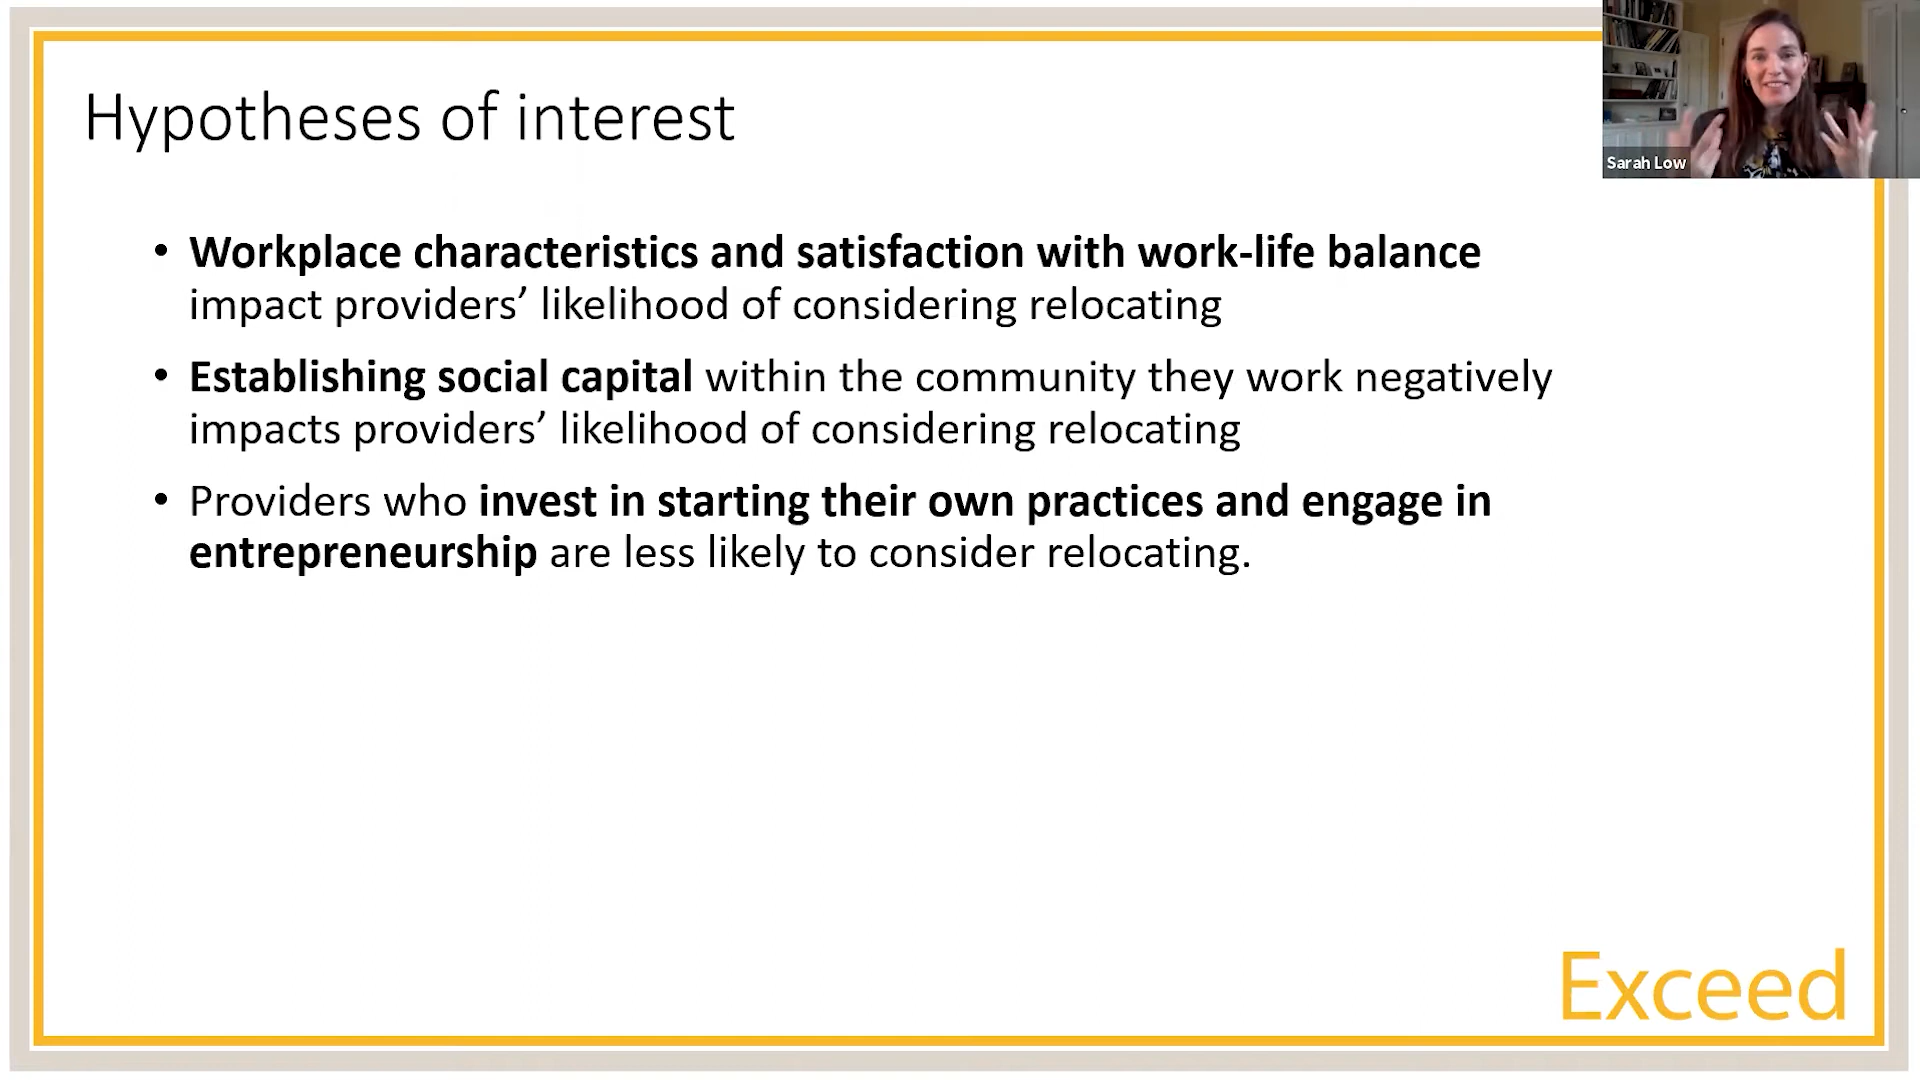 Hypotheses of interest
Sarah Low
• Workplace characteristics and satisfaction with work-life balance
impact providers’ likelihood of considering relocating
• Establishing social capital within the community they work negatively
impacts providers’ likelihood of considering relocating
• Providers who invest in starting their own practices and engage in
entrepreneurship are less likely to consider relocating.
Exceed